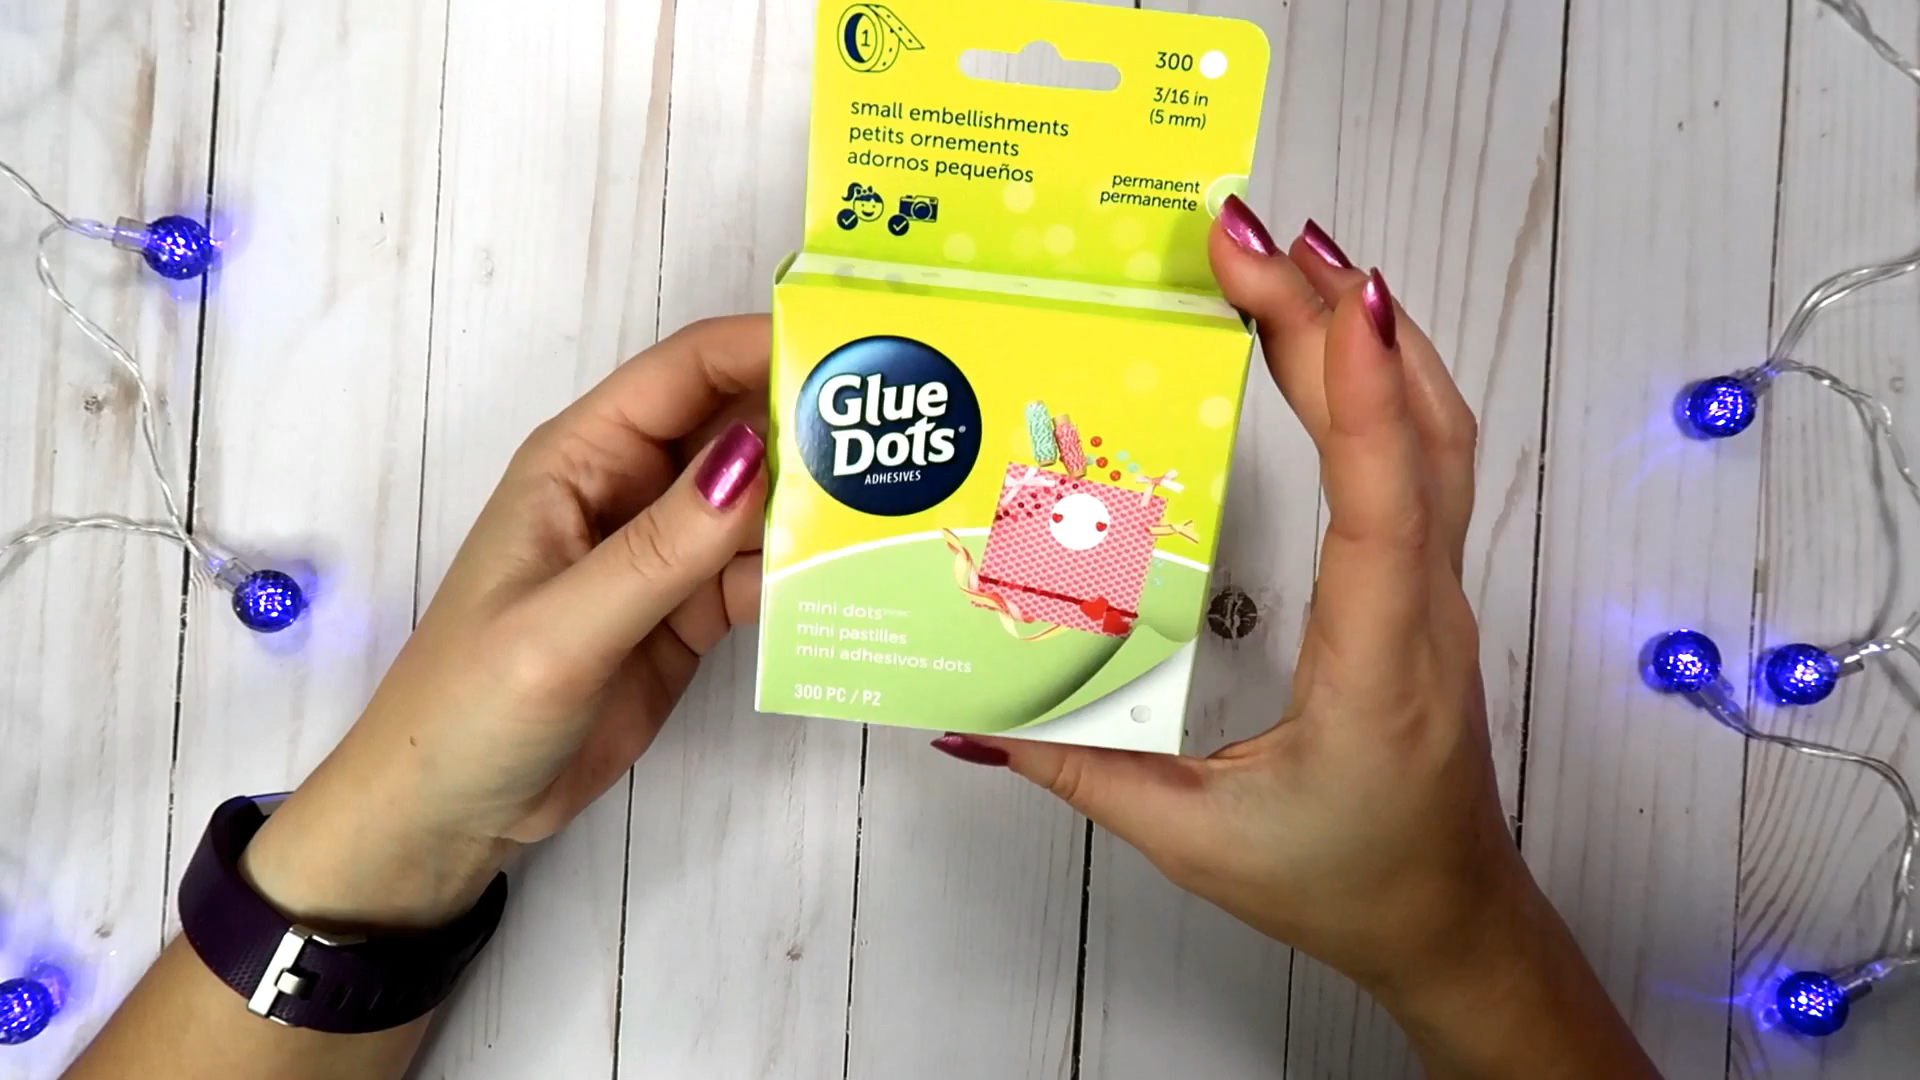 1
300
3/16 in
(5 mm)
small embellishments
petits ornements
adornos pequeños
permanent
permanente
Glue
Dots®
ADHESIVES
mini dots
mini pastilles
mini adhesivos dots
300 PC / PZ